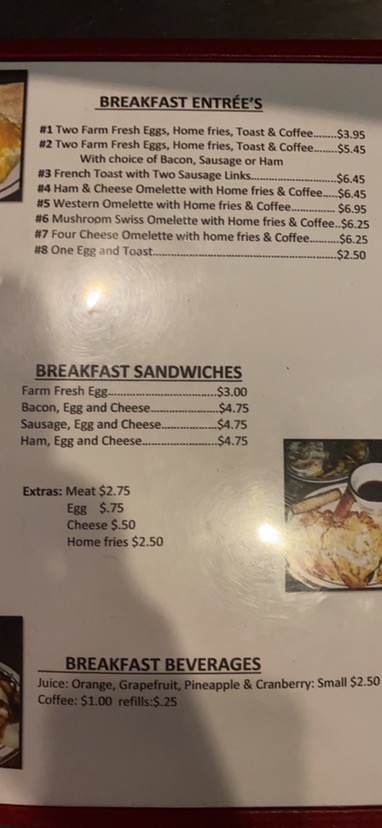 BREAKFAST ENTRÉE'S
#1 Two Farm Fresh Eggs, Home fries, Toast & Coffee........$3.95
#2 Two Farm Fresh Eggs, Home fries, Toast & Coffee........$5.45
With choice of Bacon, Sausage or Ham
#3 French Toast with Two Sausage Links................................$6.45
#4 Ham & Cheese Omelette with Home fries & Coffee.....$6.45
#5 Western Omelette with Home fries & Coffee............... $6.95
#6 Mushroom Swiss Omelette with Home fries & Coffee..$6.25
#7 Four Cheese Omelette with home fries & Coffee..........$6.25
#8 One Egg and Toast......................................................$2.50
BREAKFAST SANDWICHES
Farm Fresh Egg....................................$3.00
Bacon, Egg and Cheese.......................$4.75
Sausage, Egg and Cheese...................$4.75
Ham, Egg and Cheese.........................$4.75
Extras: Meat $2.75
Egg $.75
Cheese $.50
Home fries $2.50
BREAKFAST BEVERAGES
Juice: Orange, Grapefruit, Pineapple & Cranberry: Small $2.50
Coffee: $1.00 refills:$.25